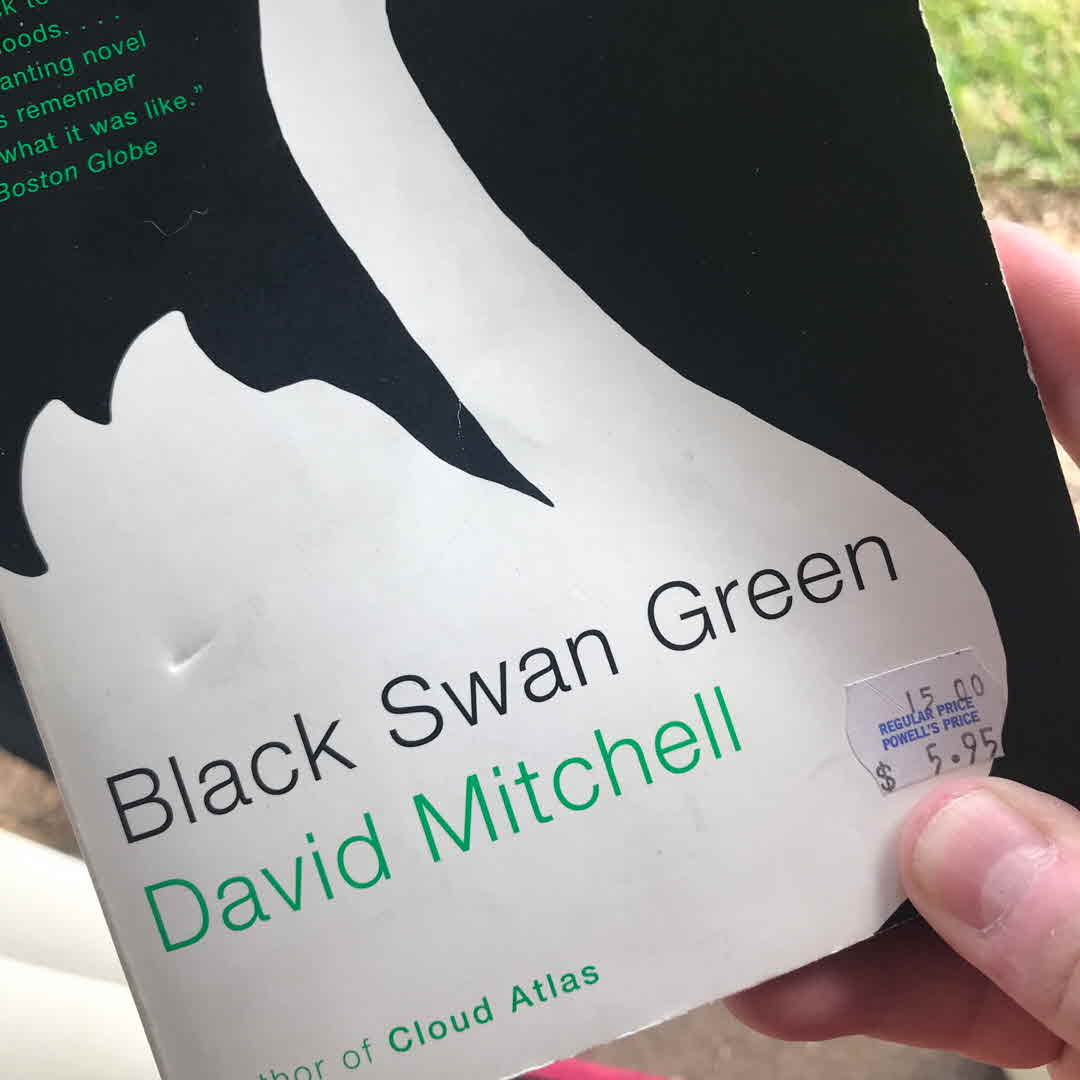 oods. . . .
anting novel
s remember
what it was like.”
Boston Globe
Black Swan Green
David Mitchell
15.00
REGULAR PRICE
POWELL'S PRICE
$ 5.95
thor of Cloud Atlas